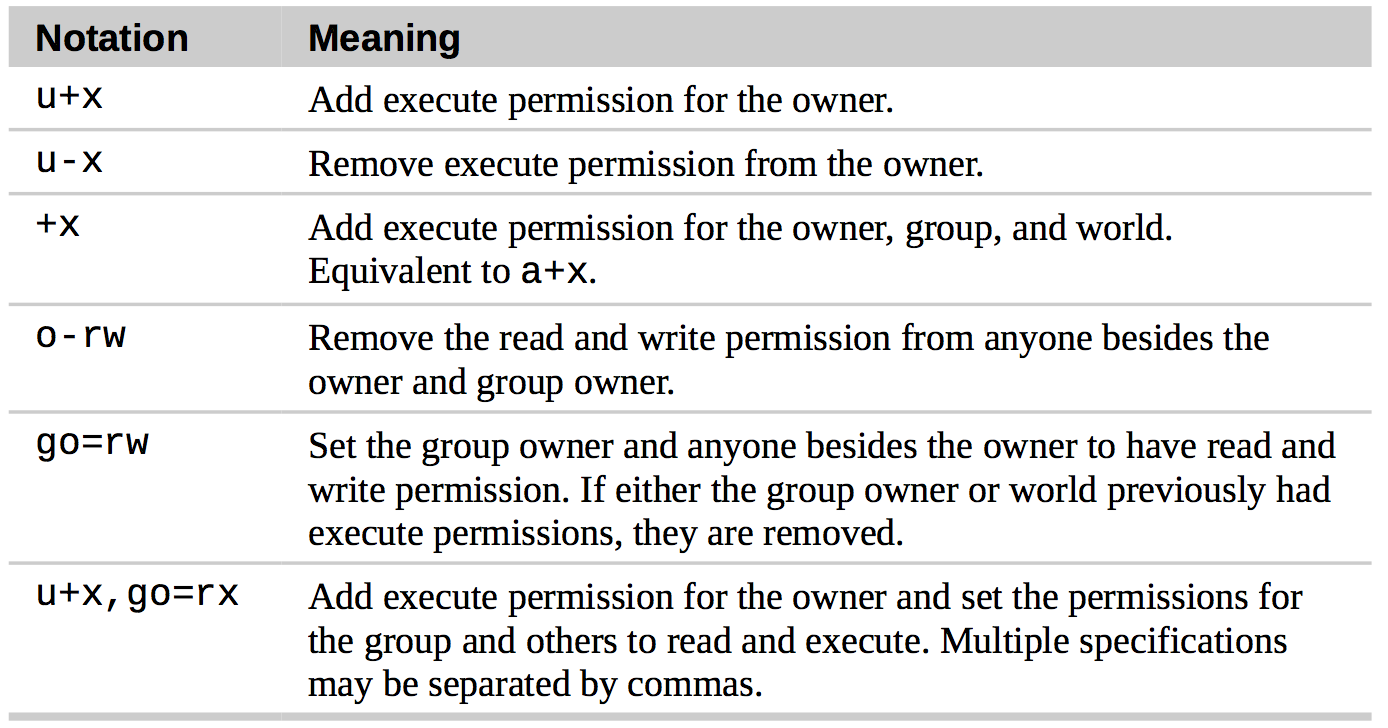 Notation Meaning
u+x Add execute permission for the owner.
u-x Remove execute permission from the owner.
+x Add execute permission for the owner, group, and world.
Equivalent to a+x.
o-rw Remove the read and write permission from anyone besides the
owner and group owner.
go=rw Set the group owner and anyone besides the owner to have read and
write permission. If either the group owner or world previously had
execute permissions, they are removed.
u+x,go=rx Add execute permission for the owner and set the permissions for
the group and others to read and execute. Multiple specifications
may be separated by commas.